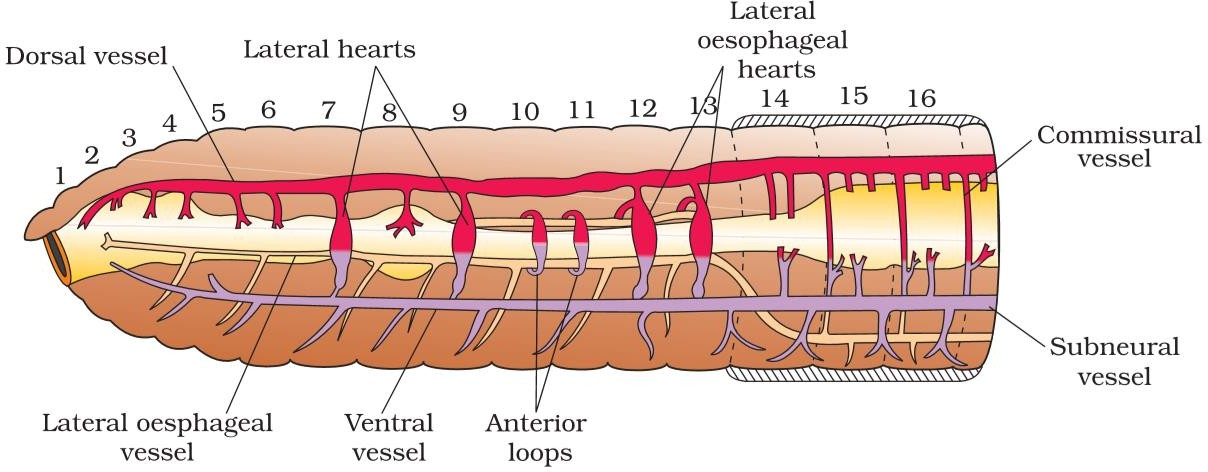 Lateral
oesophageal
hearts
Dorsal vessel
Lateral hearts
1 2 3 4 5 6 7 8 9 10 11 12 13 14 15 16
Commissural
vessel
Subneural
vessel
Lateral oesphageal
vessel
Ventral
vessel
Anterior
loops